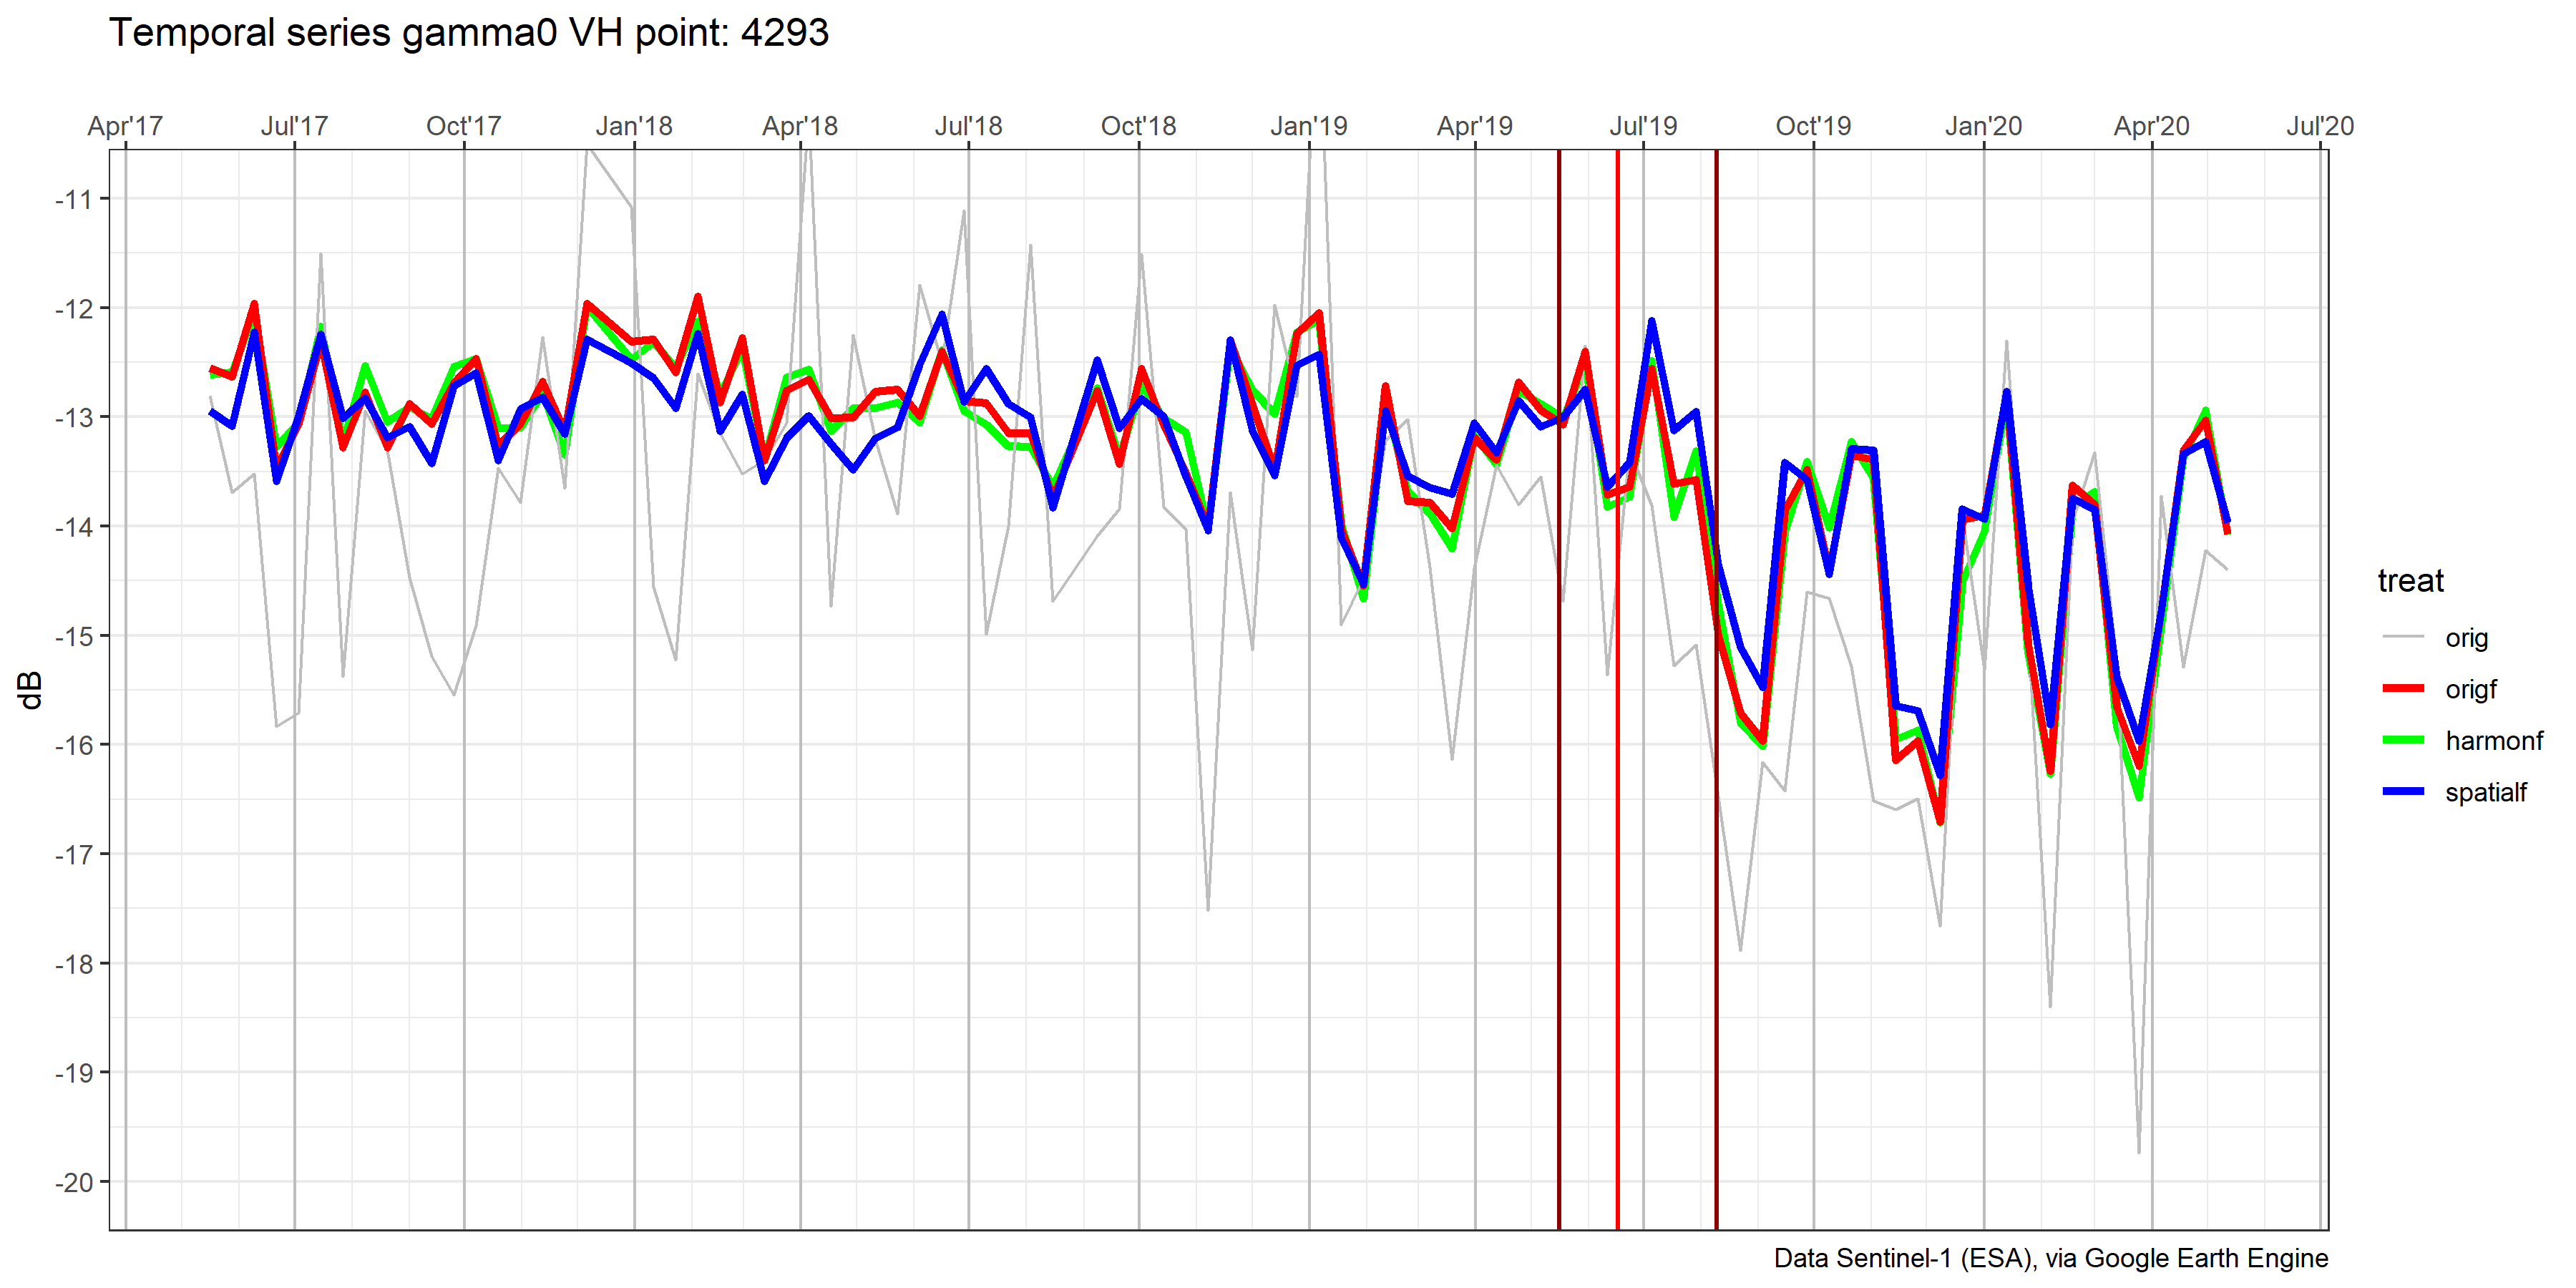 Temporal series gamma0 VH point: 4293
Apr'17 Jul'17 Oct'17 Jan'18 Apr'18 Jul'18 Oct'18 Jan'19 Apr'19 Jul'19 Oct'19 Jan'20 Apr'20 Jul'20
-11
-12
-13
-14
-15
-16
-17
-18
-19
-20
dB
treat
orig
origf
harmonf
spatialf
Data Sentinel-1 (ESA), via Google Earth Engine